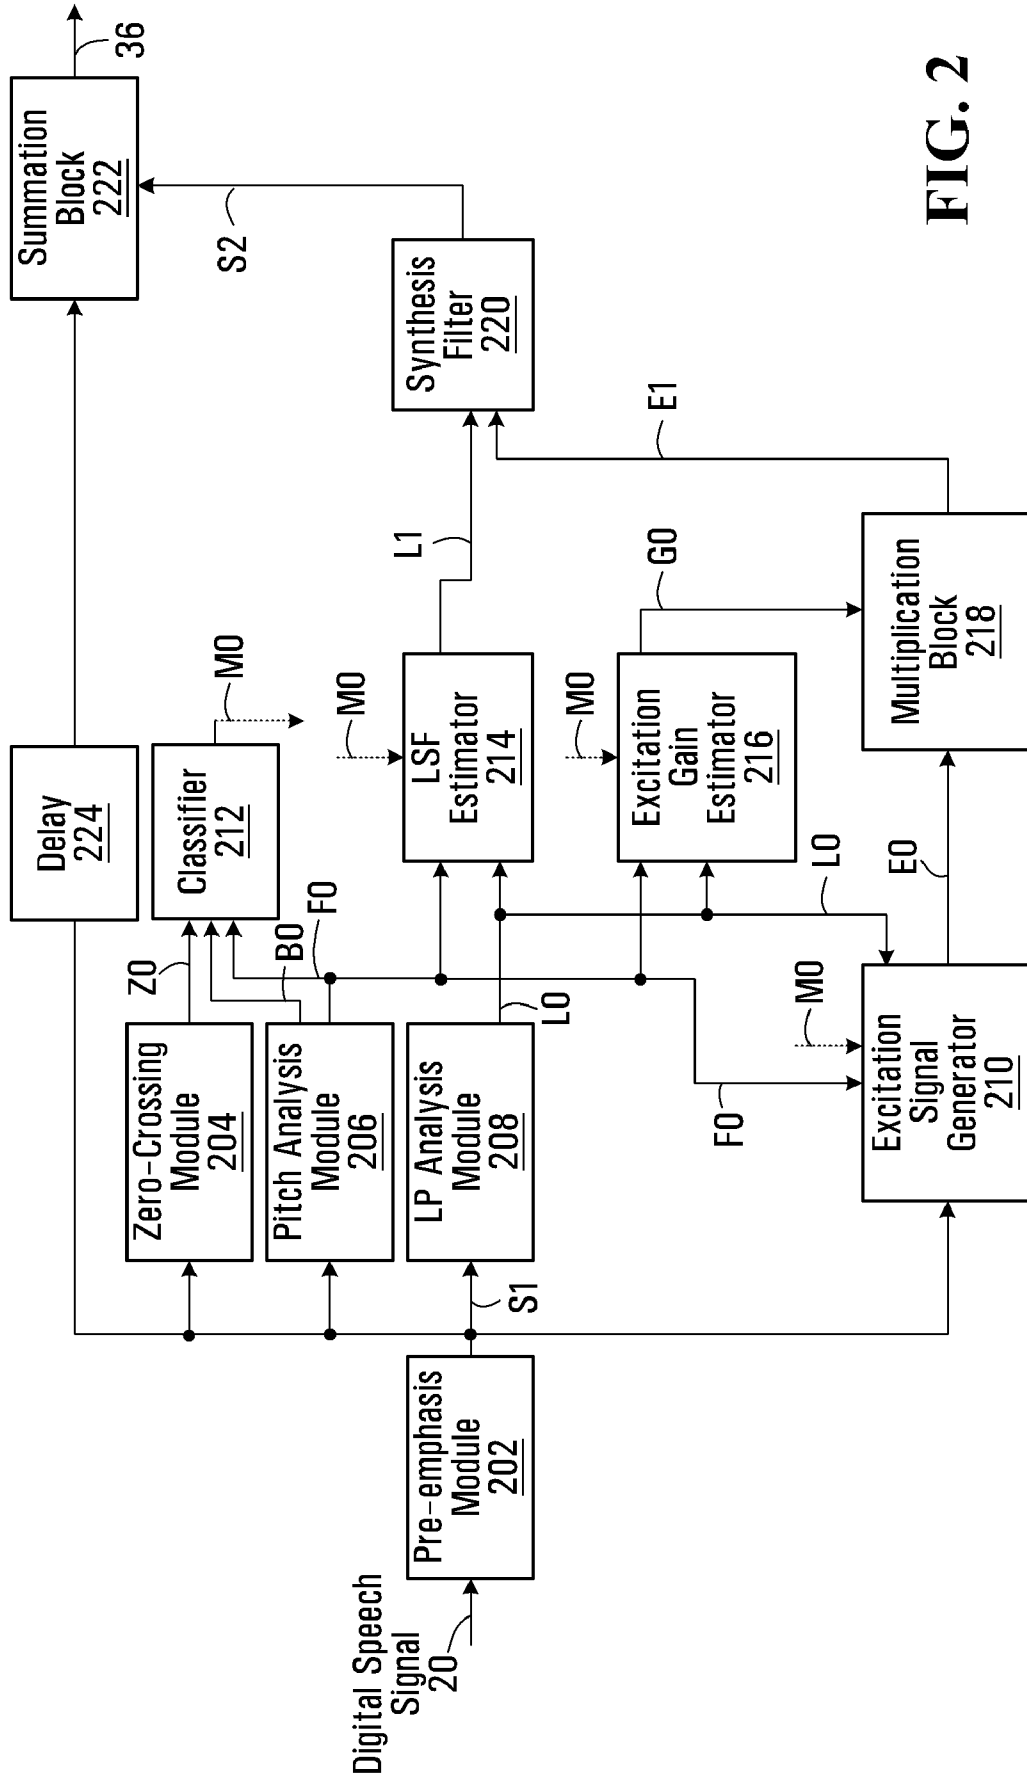 Digital Speech
Signal
20
Pre-emphasis
Module
202
S1
Zero-Crossing
Module
204
Pitch Analysis
Module
206
LP Analysis
Module
208
Z0
B0
F0
L0
F0
M0
Excitation
Signal
Generator
210
Delay
224
Classifier
212
M0
M0
LSF
Estimator
214
M0
Excitation
Gain
Estimator
216
L0
E0
L1
G0
Multiplication
Block
218
E1
Synthesis
Filter
220
S2
Summation
Block
222
36
FIG. 2